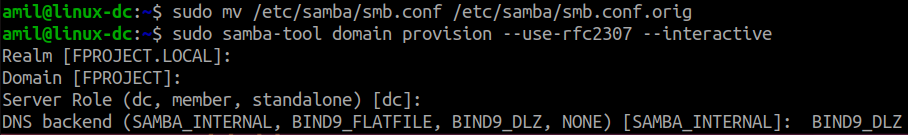 amil@linux-dc:~$ sudo mv /etc/samba/smb.conf /etc/samba/smb.conf.orig
amil@linux-dc:~$ sudo samba-tool domain provision --use-rfc2307 --interactive
Realm [FPROJECT.LOCAL]:
Domain [FPROJECT]:
Server Role (dc, member, standalone) [dc]:
DNS backend (SAMBA_INTERNAL, BIND9_FLATFILE, BIND9_DLZ, NONE) [SAMBA_INTERNAL]:  BIND9_DLZ